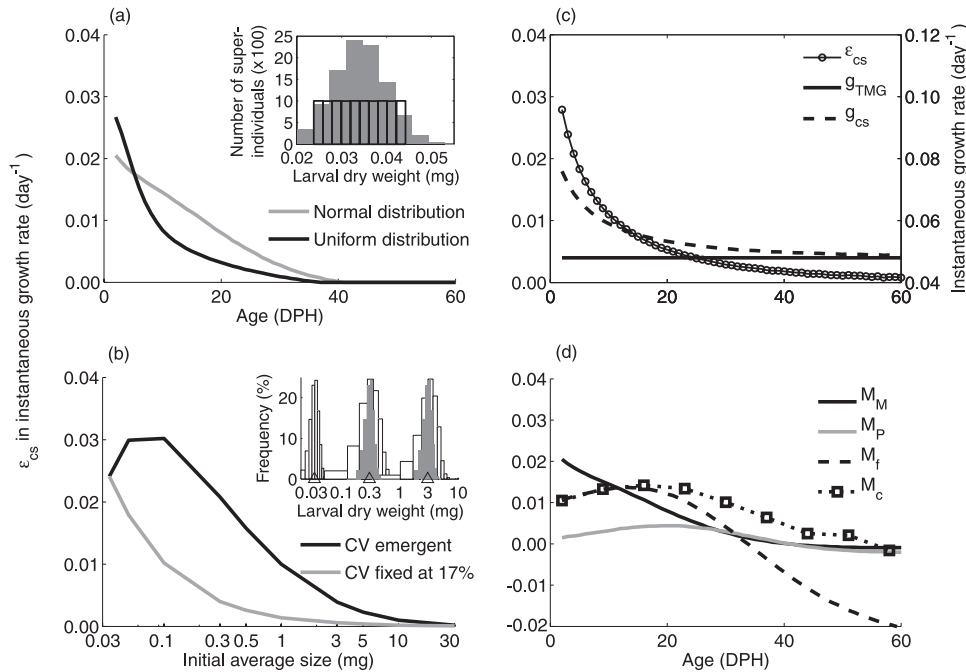 ε_cs in instantaneous growth rate (day⁻¹)
(a)
0.04
0.03
0.02
0.01
0.00
0
20
40
60
Age (DPH)
Number of super-
individuals (x100)
25
20
15
10
5
0
0.02
0.03
0.04
0.05
Larval dry weight (mg)
Normal distribution
Uniform distribution
(b)
0.04
0.03
0.02
0.01
0.00
0.03
0.1
0.3
0.5
1
3
5
10
30
Initial average size (mg)
Frequency (%)
20
10
0
0.03
0.1
0.3
1
3
10
Larval dry weight (mg)
CV emergent
CV fixed at 17%
(c)
0.04
0.03
0.02
0.01
0.00
0
20
40
60
Age (DPH)
ε_cs
g_TMG
g_cs
0.12
0.10
0.08
0.06
0.04
Instantaneous growth rate (day⁻¹)
(d)
0.04
0.03
0.02
0.01
0.00
-0.01
-0.02
0
20
40
60
Age (DPH)
M_M
M_P
M_f
M_c